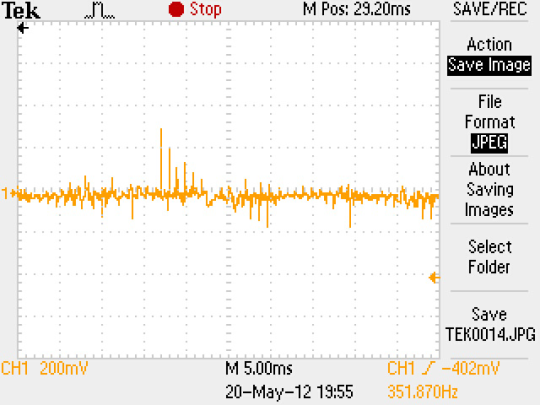 Tek Stop M Pos: 29.20ms SAVE/REC
Action
Save Image
File
Format
JPEG
About
Saving
Images
Select
Folder
Save
TEK0014.JPG
1
CH1 200mV M 5.00ms CH1 −402mV
20-May-12 19:55 351.870Hz